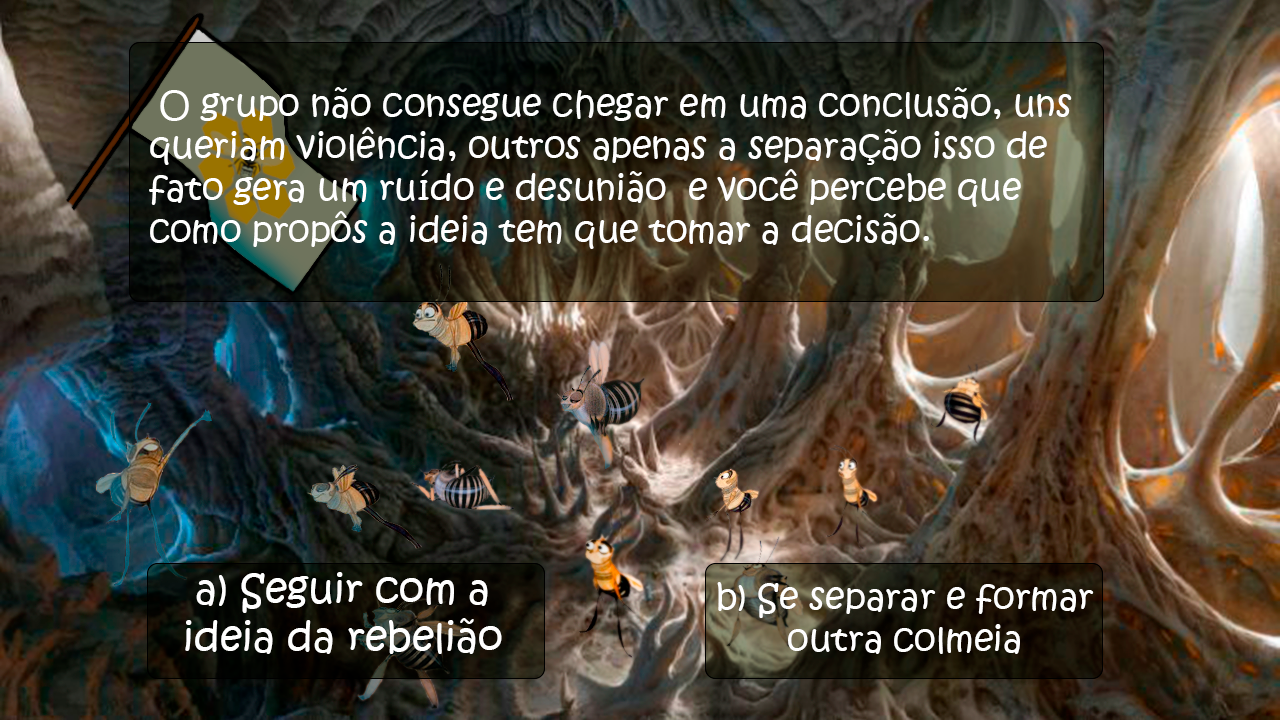 O grupo não consegue chegar em uma conclusão, uns
queriam violência, outros apenas a separação isso de
fato gera um ruído e desunião  e você percebe que
como propôs a ideia tem que tomar a decisão.
a) Seguir com a
ideia da rebelião
b) Se separar e formar
outra colmeia